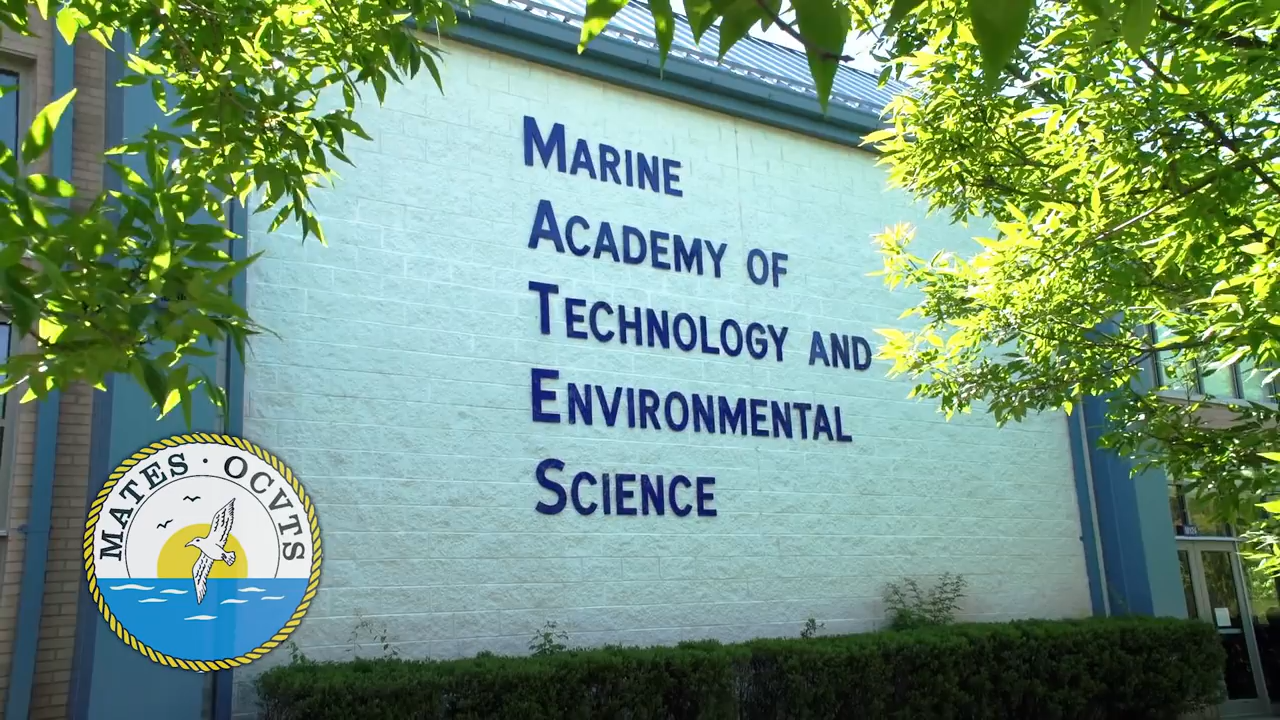 MARINE
ACADEMY OF
TECHNOLOGY AND
ENVIRONMENTAL
SCIENCE
MATES · OCVTS